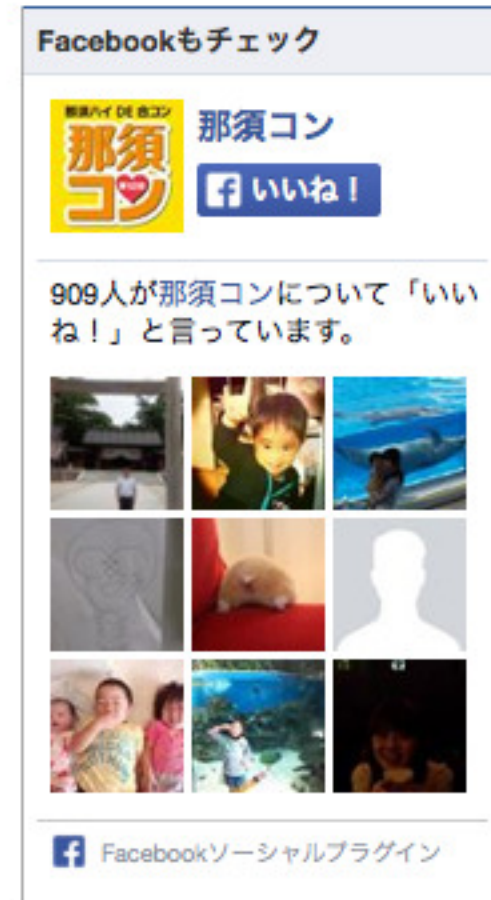 Facebookもチェック
那須ハイ DE 合コン
那須
コン
那須コン
いいね！
909人が那須コンについて「いい
ね！」と言っています。
Facebookソーシャルプラグイン